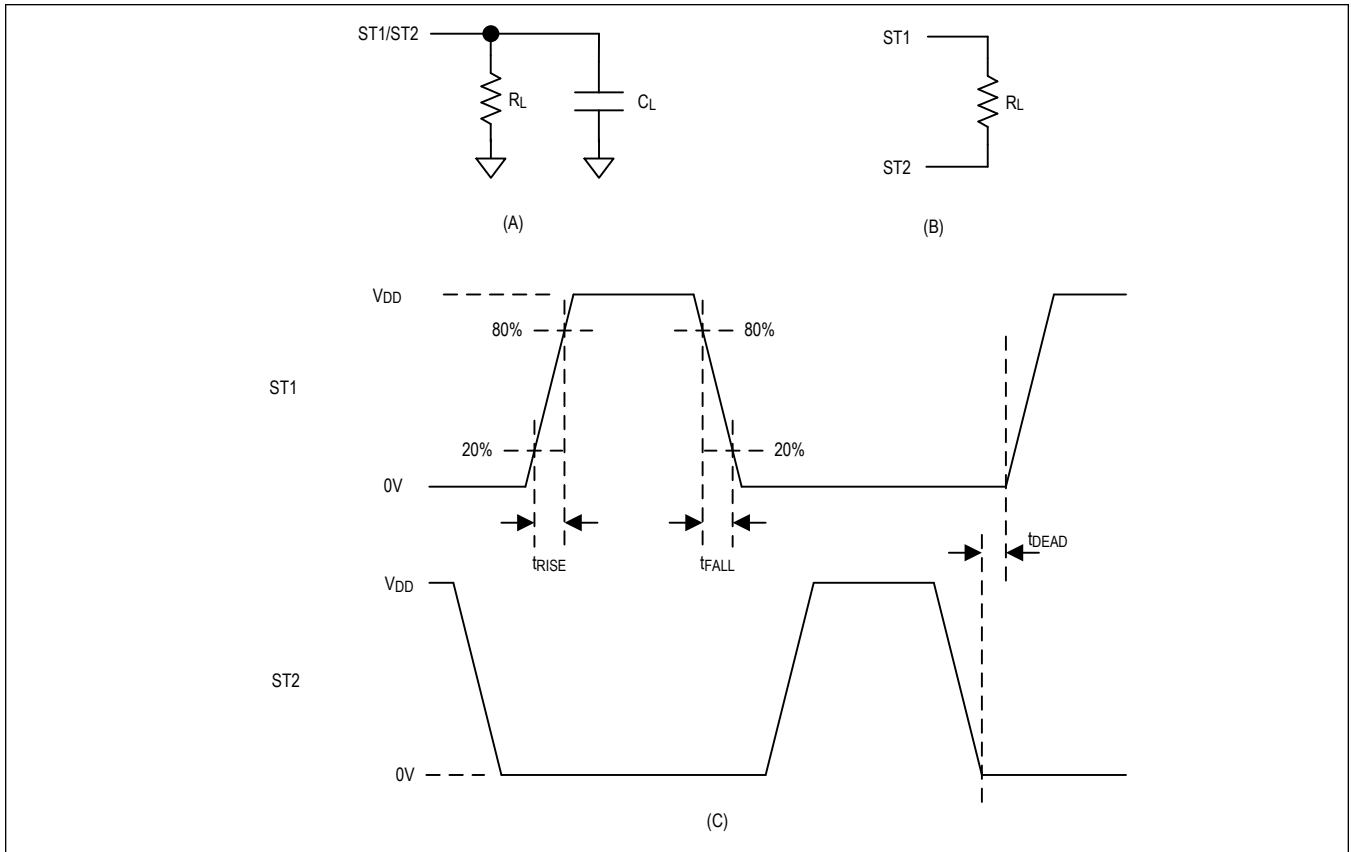 ST1/ST2
RL
CL
(A)
ST1
RL
ST2
(B)
VDD
80%
80%
ST1
20%
20%
0V
tRISE
tFALL
tDEAD
VDD
ST2
0V
(C)